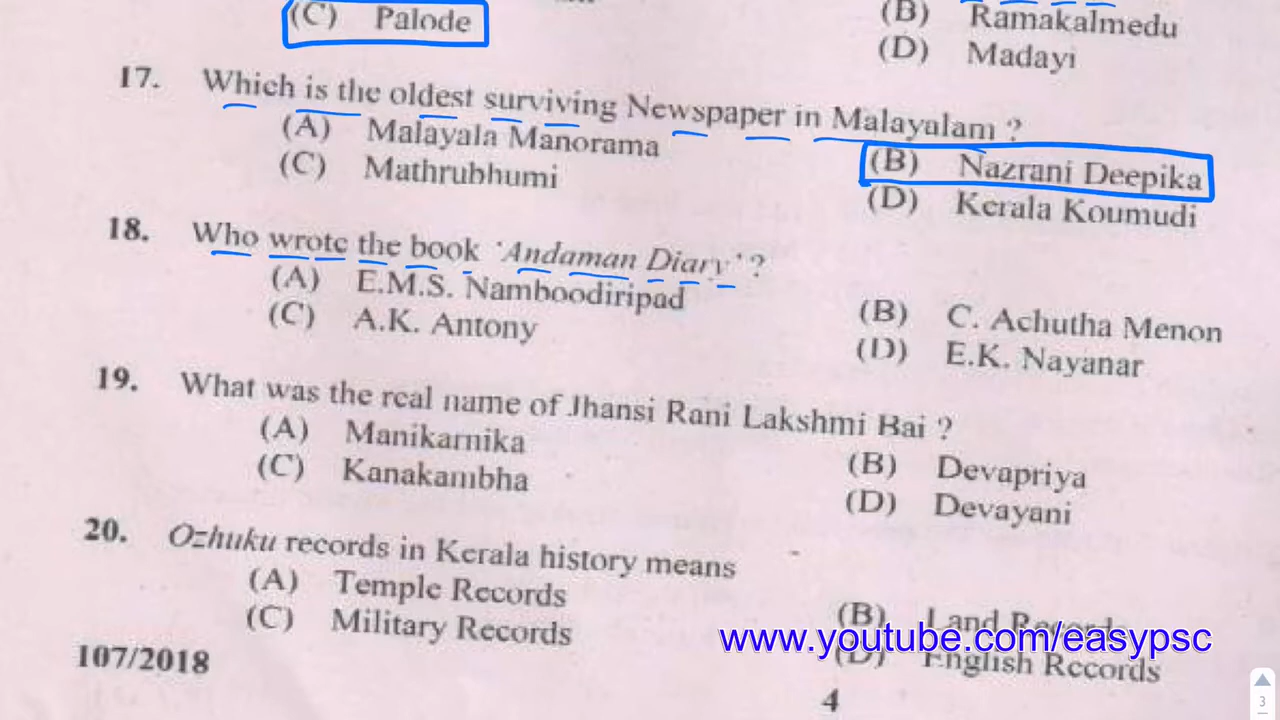 (C) Palode
(B) Ramakalmedu
(D) Madayi
17. Which is the oldest surviving Newspaper in Malayalam ?
(A) Malayala Manorama
(B) Nazrani Deepika
(C) Mathrubhumi
(D) Kerala Koumudi
18. Who wrote the book 'Andaman Diary' ?
(A) E.M.S. Namboodiripad
(B) C. Achutha Menon
(C) A.K. Antony
(D) E.K. Nayanar
19. What was the real name of Jhansi Rani Lakshmi Bai ?
(A) Manikarnika
(B) Devapriya
(C) Kanakambha
(D) Devayani
20. Ozhuku records in Kerala history means
(A) Temple Records
(B) Land Records
(C) Military Records
www.youtube.com/easypsc
(D) English Records
107/2018
4
3